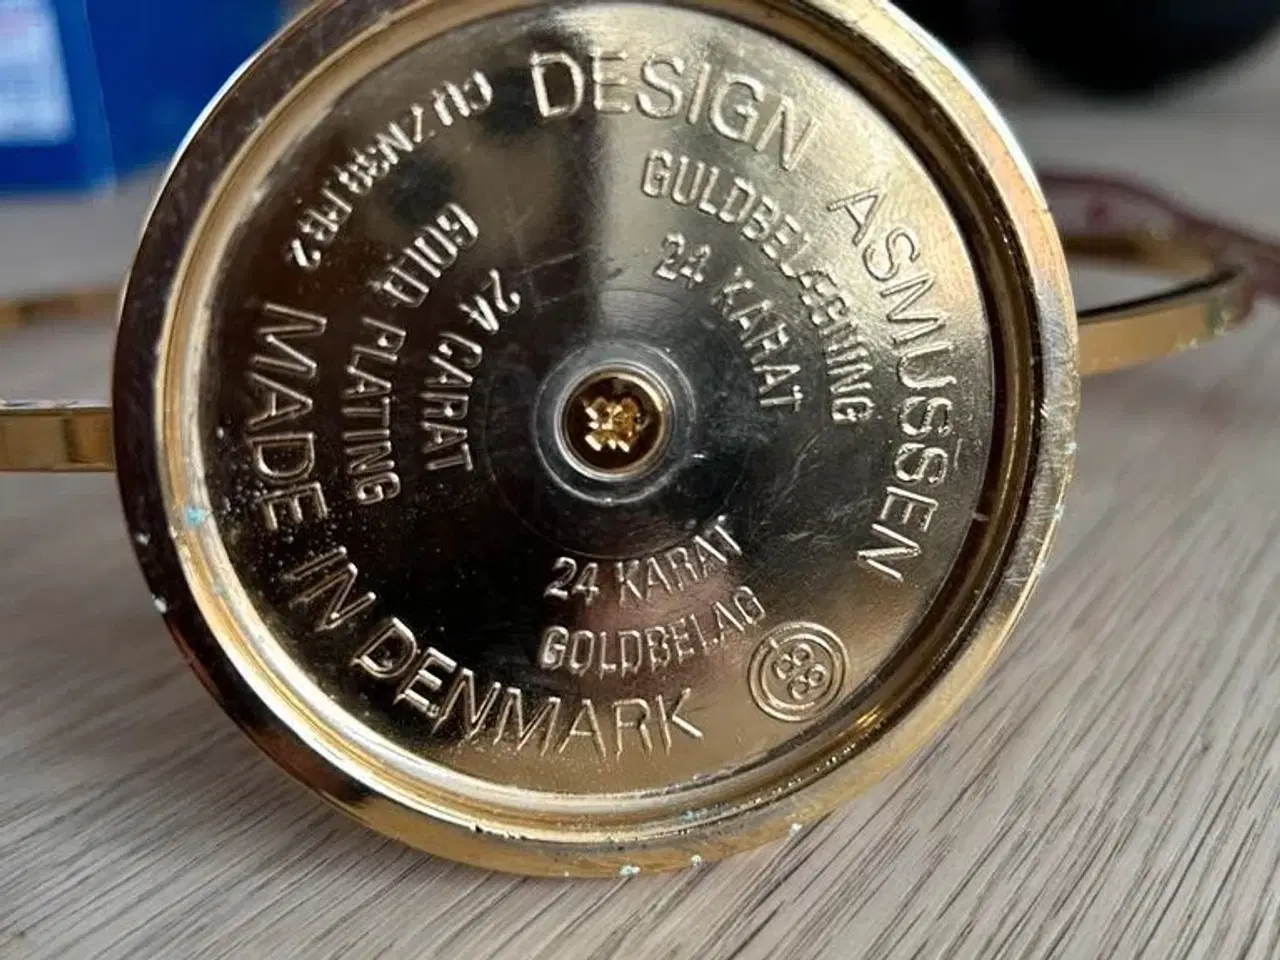 DESIGN ASMUSSEN
GULDBELÆGNING
24 KARAT
24 KARAT
GOLDBELAG
MADE IN DENMARK
GOLD PLATING
24 CARAT